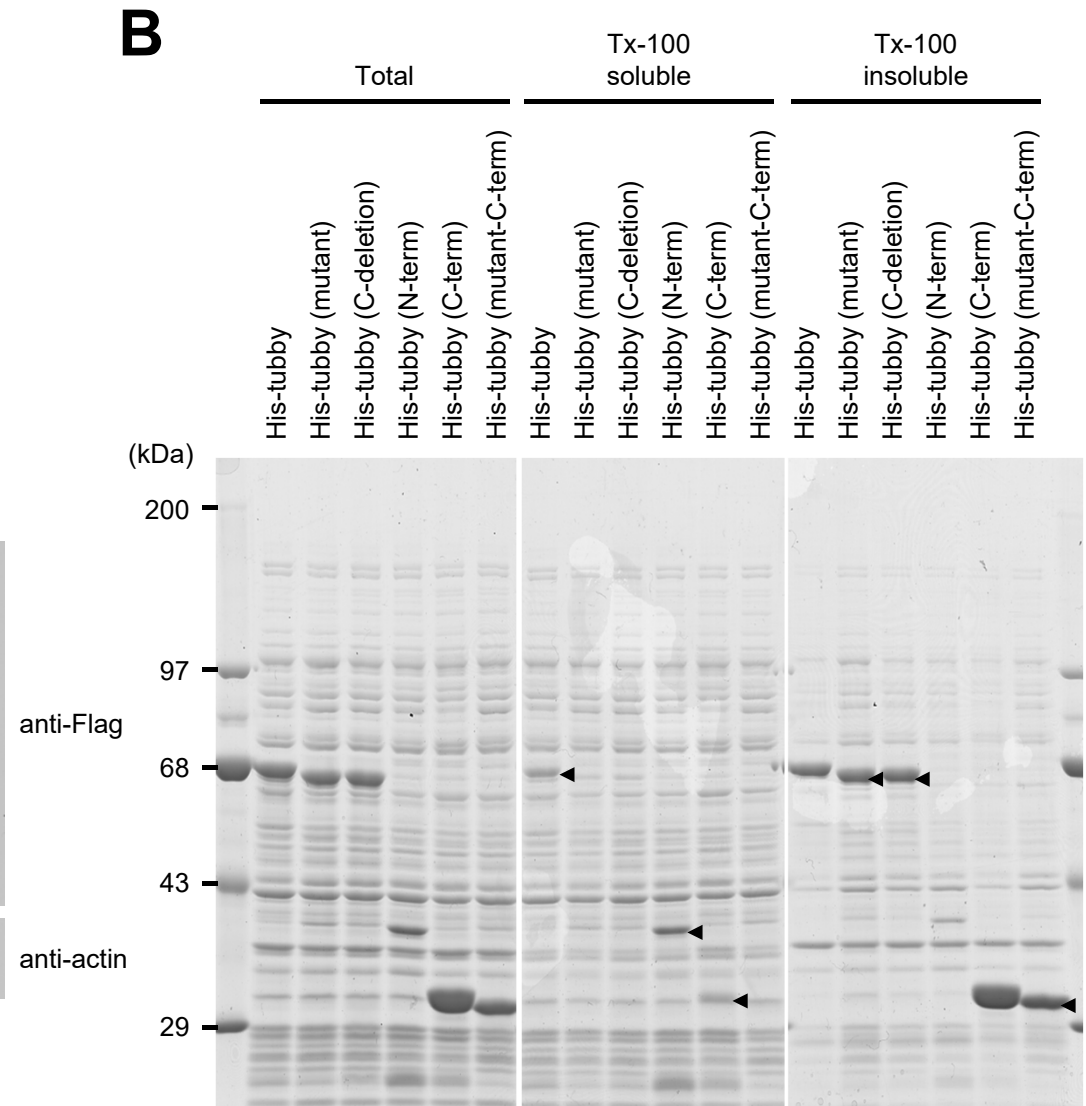 B
Total
Tx-100
soluble
Tx-100
insoluble
His-tubby
His-tubby (mutant)
His-tubby (C-deletion)
His-tubby (N-term)
His-tubby (C-term)
His-tubby (mutant-C-term)
His-tubby
His-tubby (mutant)
His-tubby (C-deletion)
His-tubby (N-term)
His-tubby (C-term)
His-tubby (mutant-C-term)
His-tubby
His-tubby (mutant)
His-tubby (C-deletion)
His-tubby (N-term)
His-tubby (C-term)
His-tubby (mutant-C-term)
(kDa)
200
97
anti-Flag
68
43
anti-actin
29